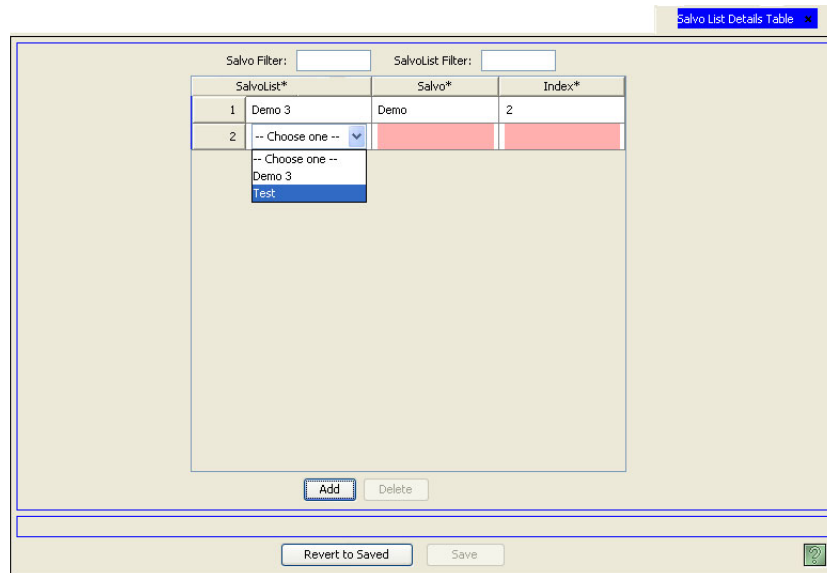 Salvo List Details Table ×
Salvo Filter: SalvoList Filter:
SalvoList* Salvo* Index*
1 Demo 3 Demo 2
2 -- Choose one --
-- Choose one --
Demo 3
Test
Add Delete
Revert to Saved Save ?